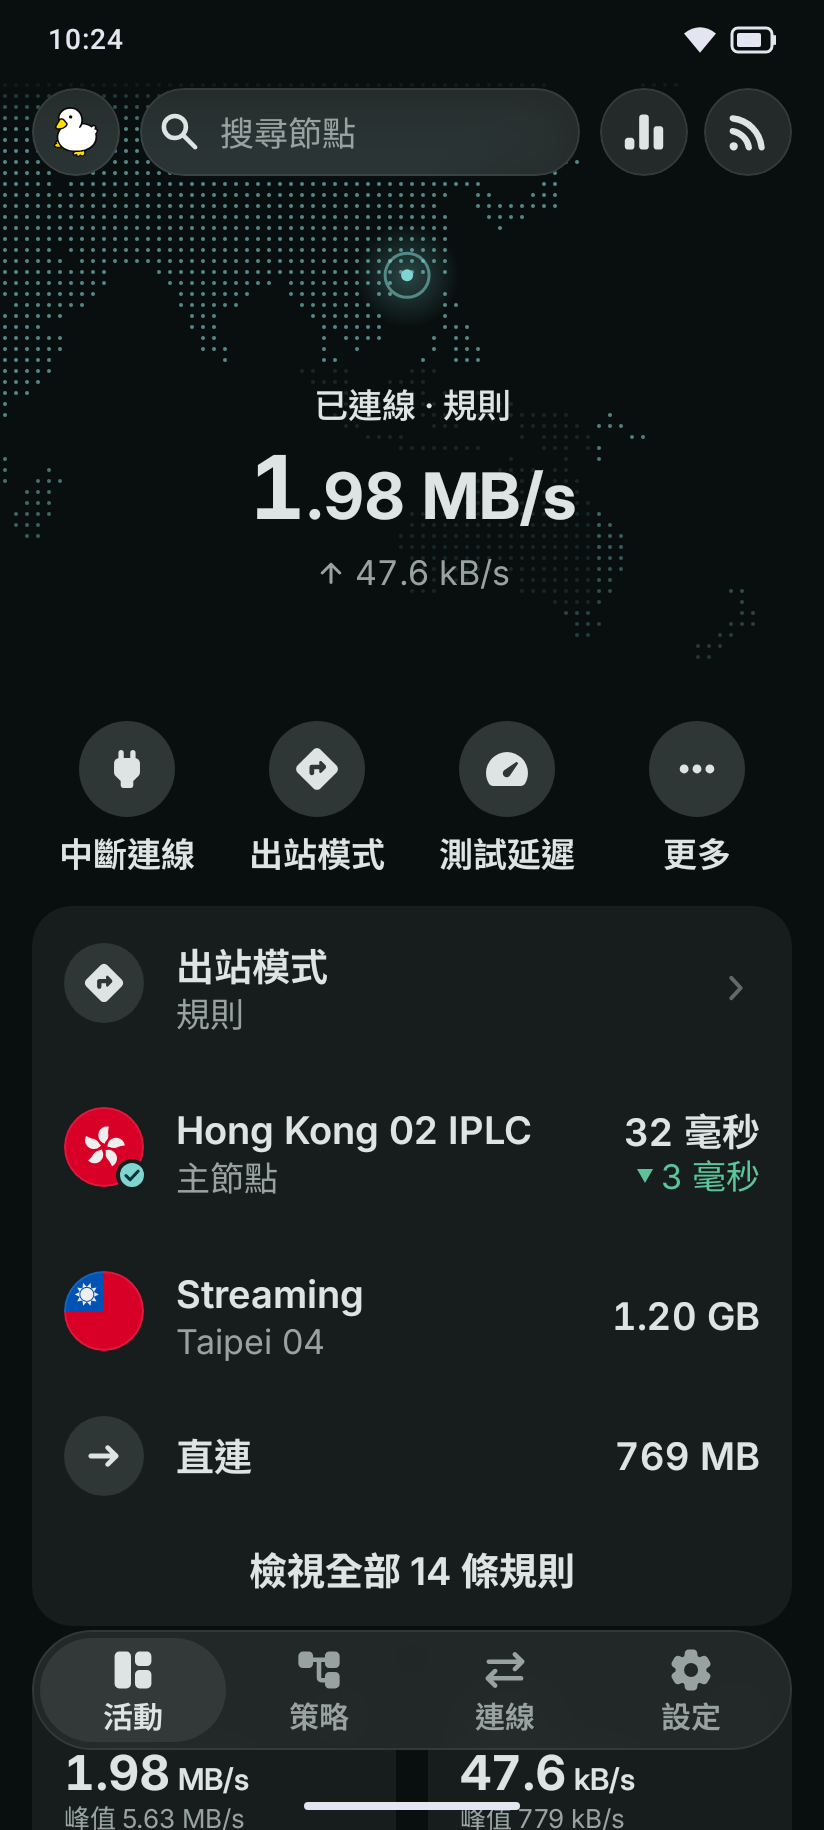 10:24
搜尋節點
已連線 · 規則
1.98 MB/s
↑ 47.6 kB/s
中斷連線
出站模式
測試延遲
更多
出站模式
規則
Hong Kong 02 IPLC
32 毫秒
主節點
▼3 毫秒
Streaming
Taipei 04
1.20 GB
直連
769 MB
檢視全部 14 條規則
活動
策略
連線
設定
1.98 MB/s
47.6 kB/s
峰值 5.63 MB/s
峰值 779 kB/s